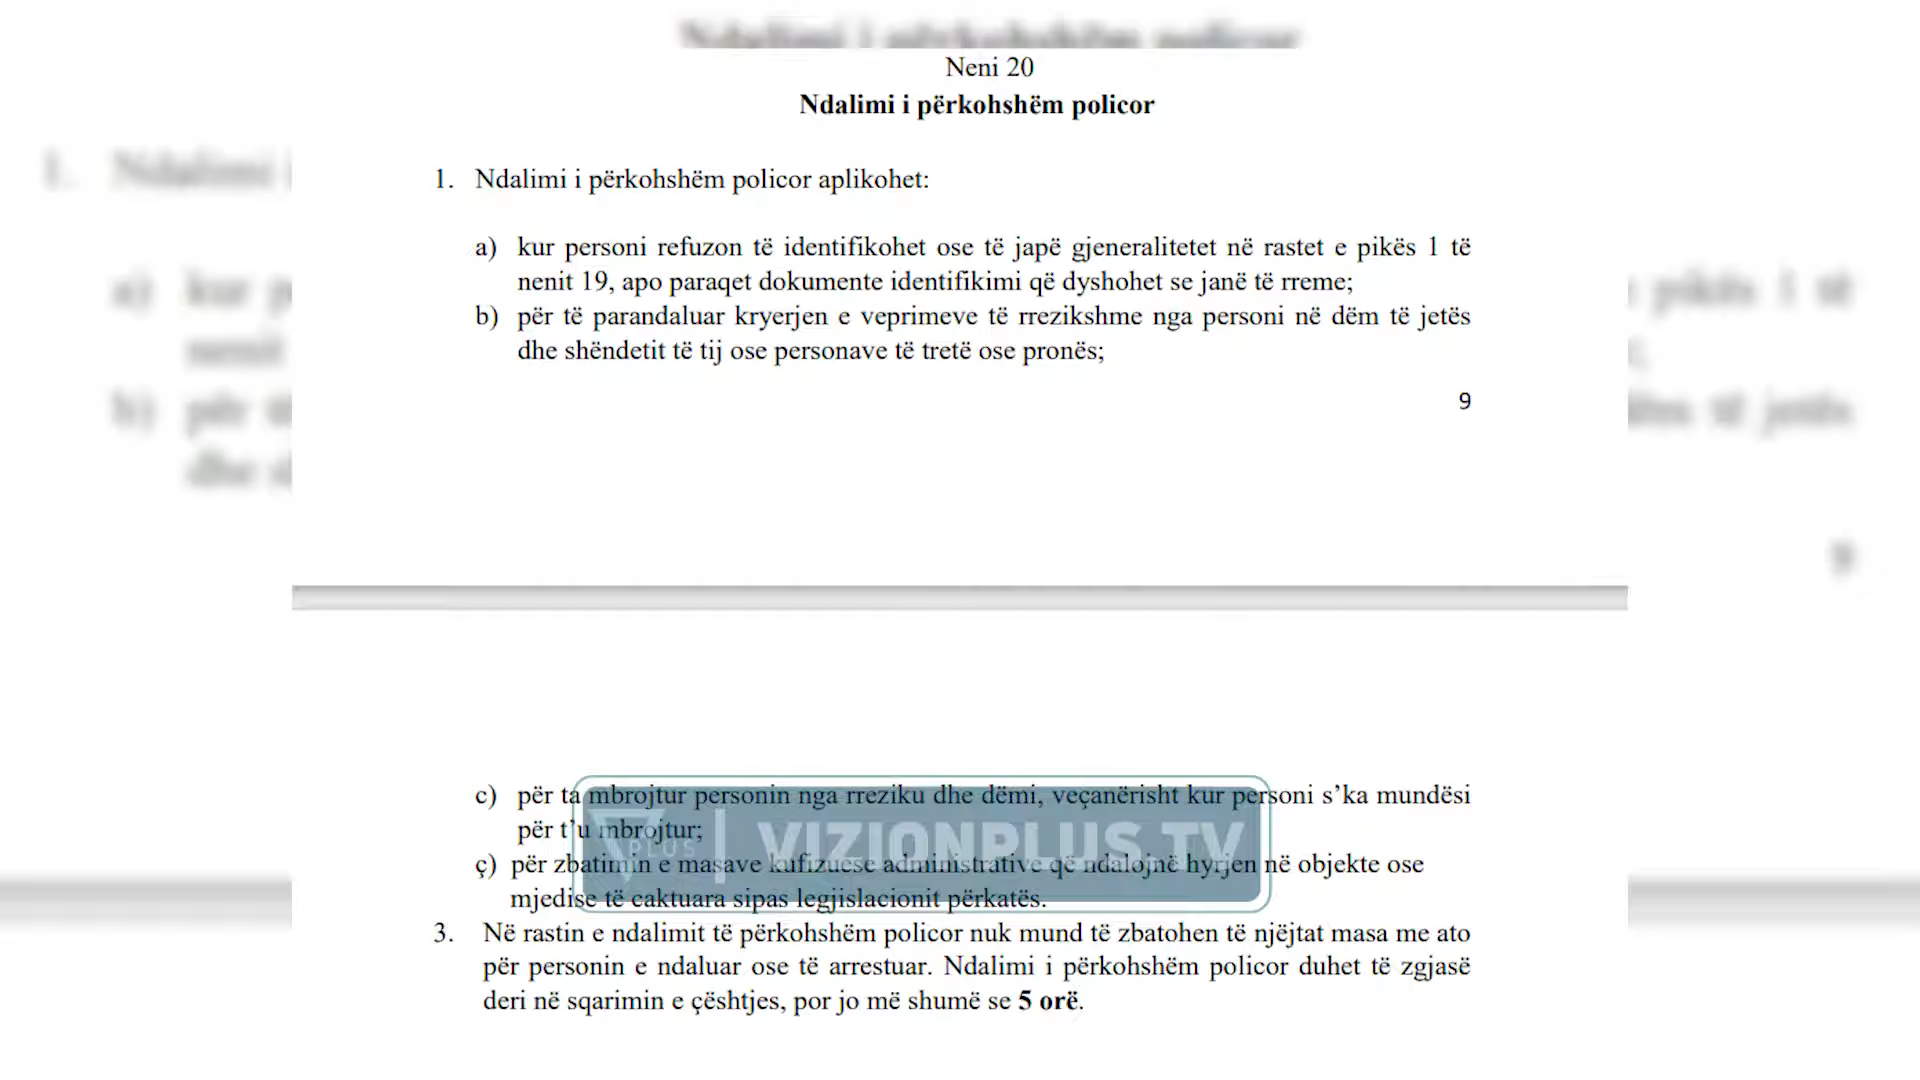 Ndalimi i përkohshëm policor
Neni 20
Ndalimi i përkohshëm policor
1. Ndalimi i përkohshëm policor aplikohet:
a) kur personi refuzon të identifikohet ose të japë gjeneralitetet në rastet e pikës 1 të
nenit 19, apo paraqet dokumente identifikimi që dyshohet se janë të rreme;
b) për të parandaluar kryerjen e veprimeve të rrezikshme nga personi në dëm të jetës
dhe shëndetit të tij ose personave të tretë ose pronës;
9
c) për ta mbrojtur personin nga rreziku dhe dëmi, veçanërisht kur personi s’ka mundësi
për t’u mbrojtur;
PLUS | VIZIONPLUS.TV
ç) për zbatimin e masave kufizuese administrative që ndalojnë hyrjen në objekte ose
mjedise të caktuara sipas legjislacionit përkatës.
3. Në rastin e ndalimit të përkohshëm policor nuk mund të zbatohen të njëjtat masa me ato
për personin e ndaluar ose të arrestuar. Ndalimi i përkohshëm policor duhet të zgjasë
deri në sqarimin e çështjes, por jo më shumë se 5 orë.